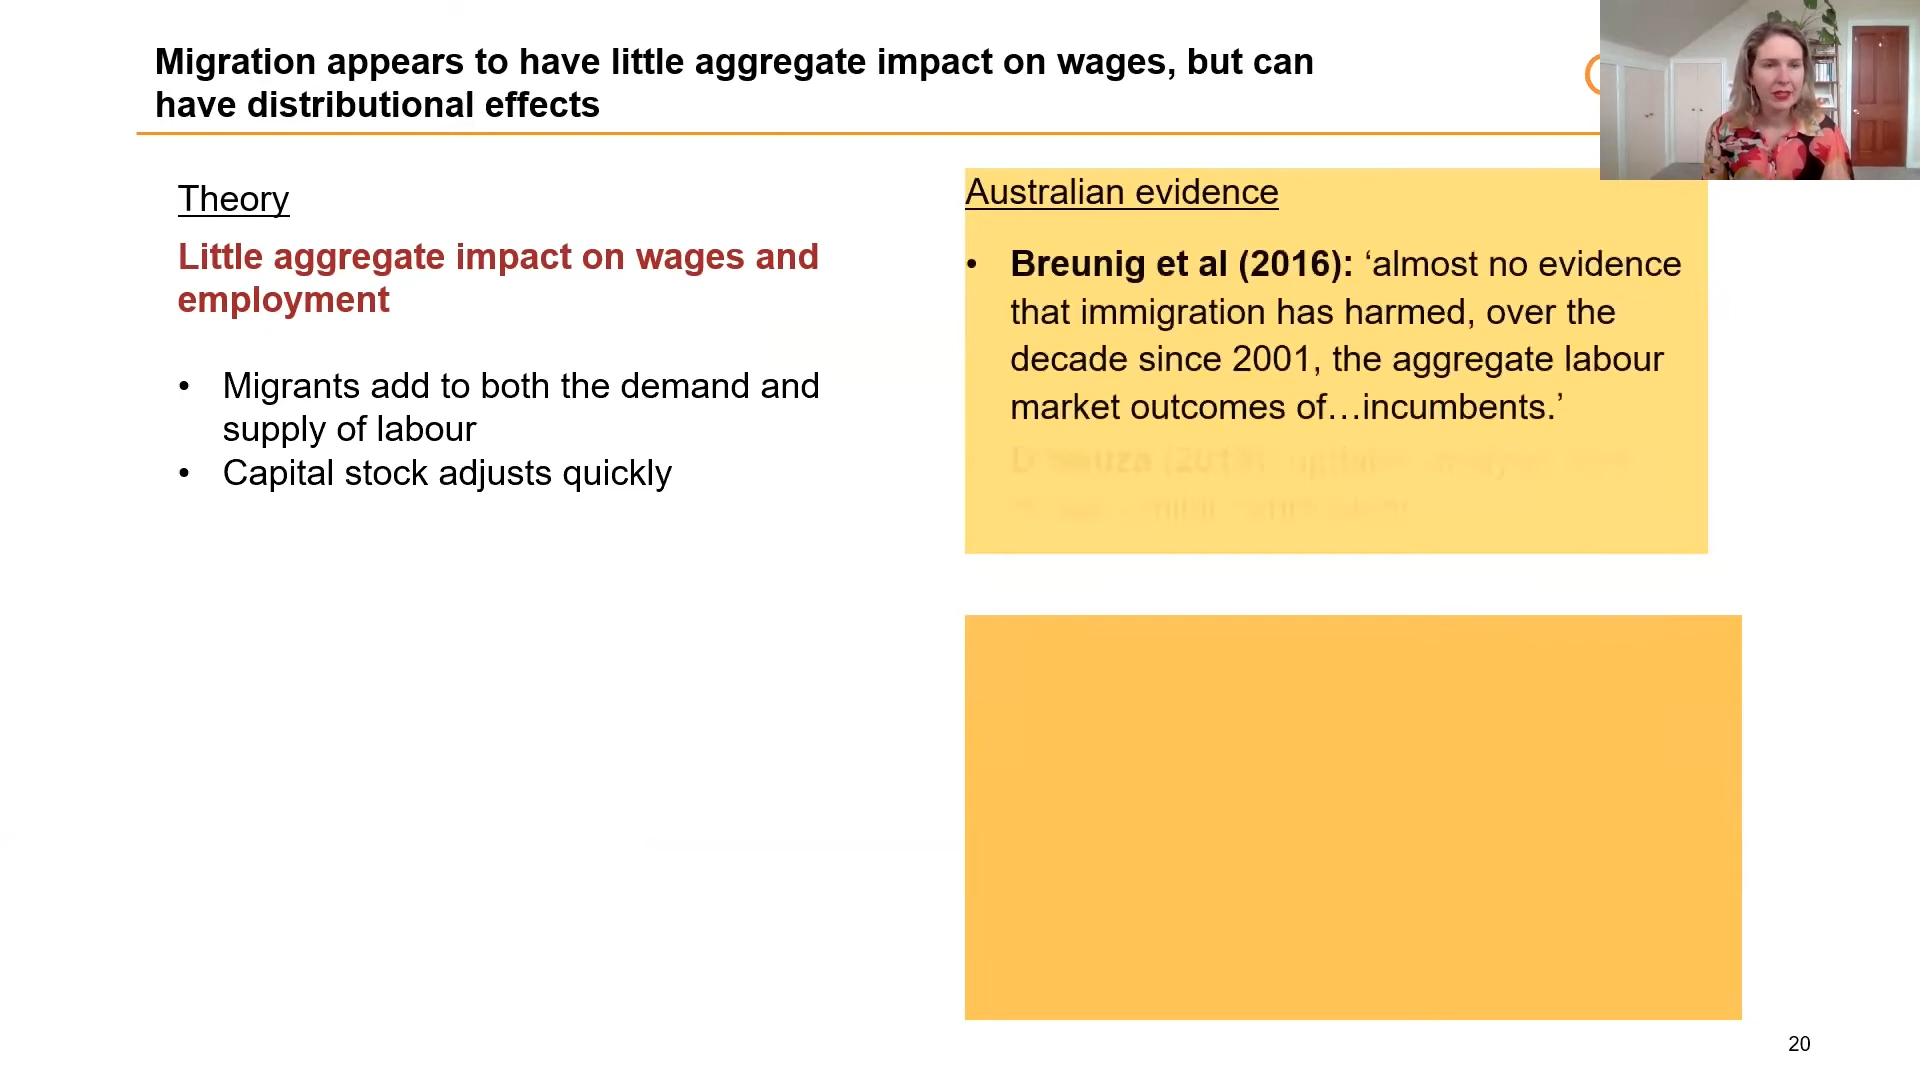 Migration appears to have little aggregate impact on wages, but can
have distributional effects
Theory
Little aggregate impact on wages and
employment
• Migrants add to both the demand and
supply of labour
• Capital stock adjusts quickly
Australian evidence
• Breunig et al (2016): ‘almost no evidence
that immigration has harmed, over the
decade since 2001, the aggregate labour
market outcomes of…incumbents.’
20